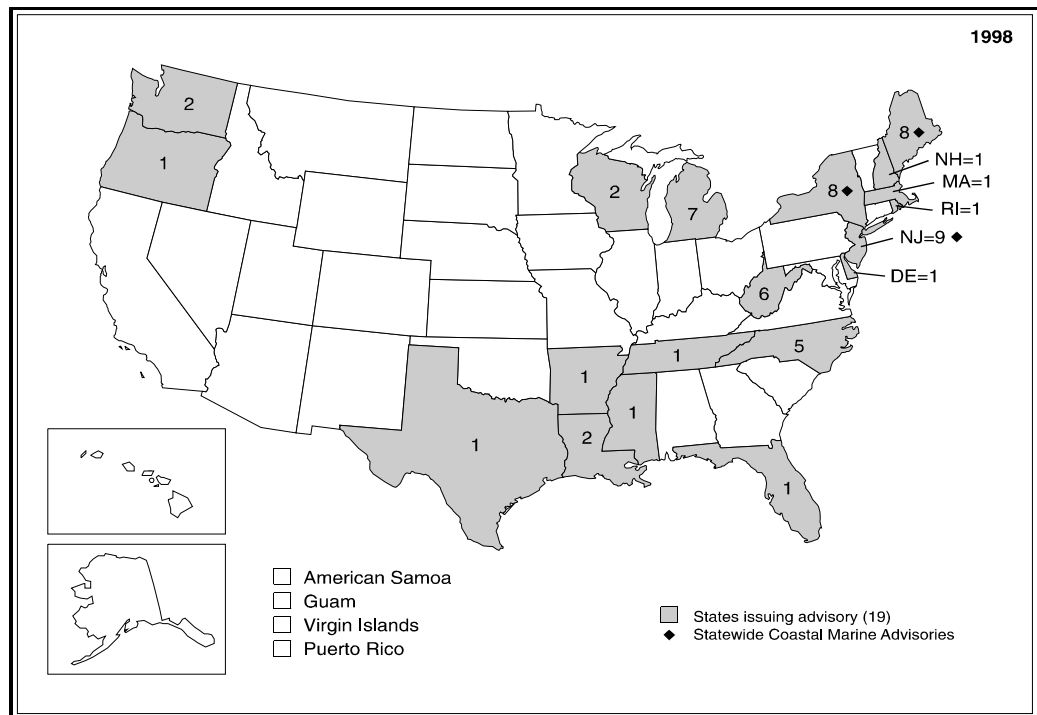 1998
2
8 ◆
1
NH=1
2
8 ◆
MA=1
7
RI=1
NJ=9 ◆
DE=1
6
5
1
1
1
1
2
1
American Samoa
Guam
Virgin Islands
Puerto Rico
States issuing advisory (19)
◆ Statewide Coastal Marine Advisories